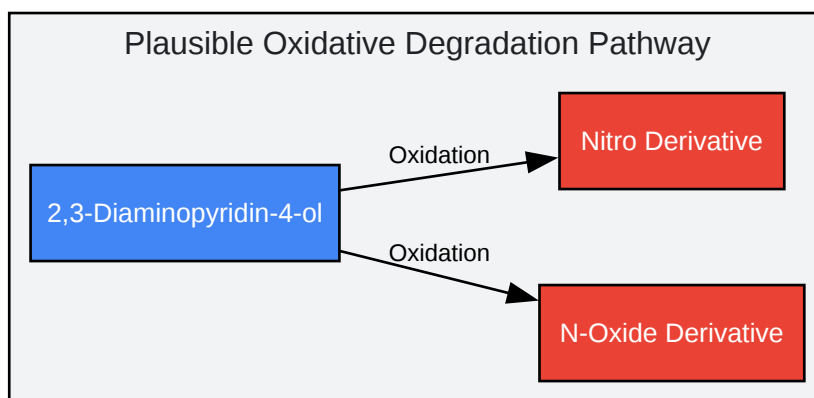 Plausible Oxidative Degradation Pathway
Oxidation
Nitro Derivative
2,3-Diaminopyridin-4-ol
Oxidation
N-Oxide Derivative